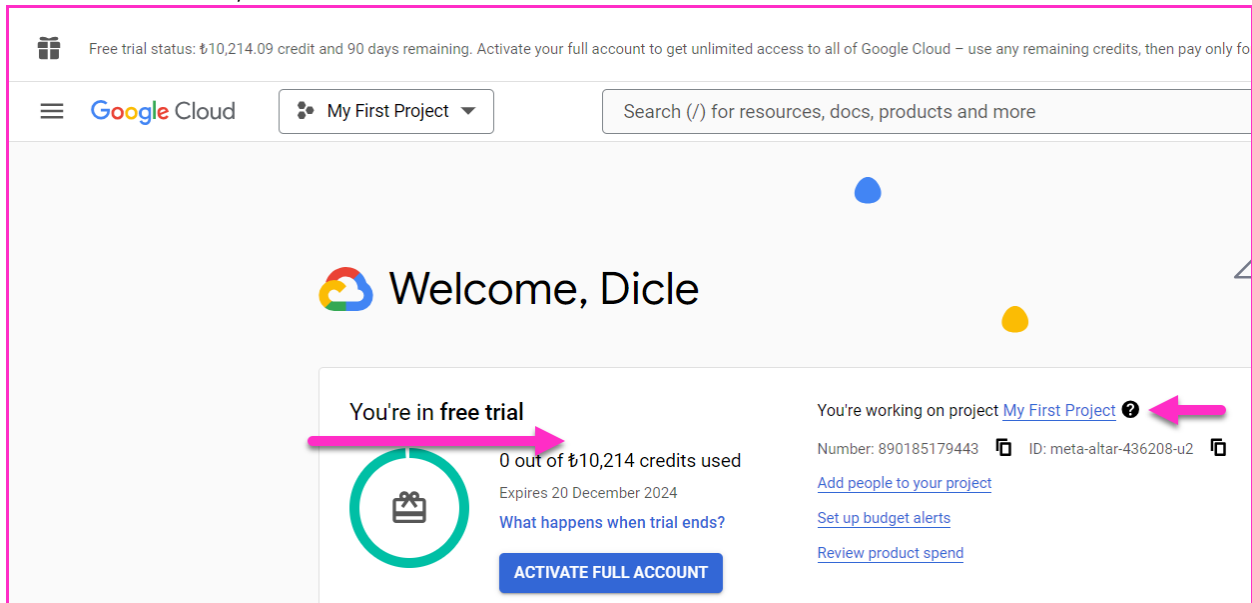 Free trial status: ₺10,214.09 credit and 90 days remaining. Activate your full account to get unlimited access to all of Google Cloud – use any remaining credits, then pay only fo
Google Cloud
My First Project
Search (/) for resources, docs, products and more
Welcome, Dicle
You're in free trial
0 out of ₺10,214 credits used
Expires 20 December 2024
What happens when trial ends?
ACTIVATE FULL ACCOUNT
You're working on project My First Project
Number: 890185179443 ID: meta-altar-436208-u2
Add people to your project
Set up budget alerts
Review product spend